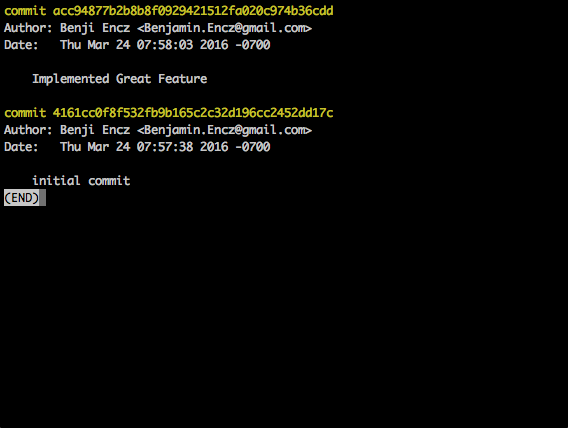 commit acc94877b2b8b8f0929421512fa020c974b36cdd
Author: Benji Encz <Benjamin.Encz@gmail.com>
Date:   Thu Mar 24 07:58:03 2016 -0700
Implemented Great Feature
commit 4161cc0f8f532fb9b165c2c32d196cc2452dd17c
Author: Benji Encz <Benjamin.Encz@gmail.com>
Date:   Thu Mar 24 07:57:38 2016 -0700
initial commit
(END)